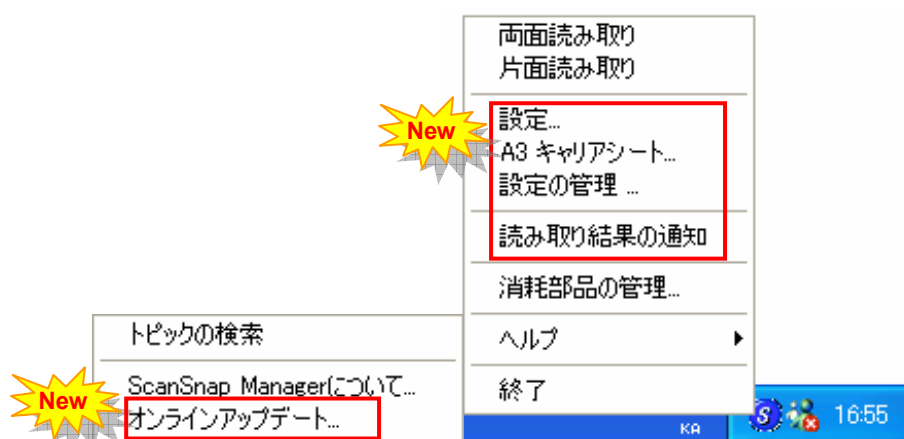 両面読み取り
片面読み取り
New
設定...
A3 キャリアシート...
設定の管理 ...
読み取り結果の通知
消耗部品の管理...
ヘルプ
終了
トピックの検索
ScanSnap Managerについて...
New
オンラインアップデート...
KA
S
16:55